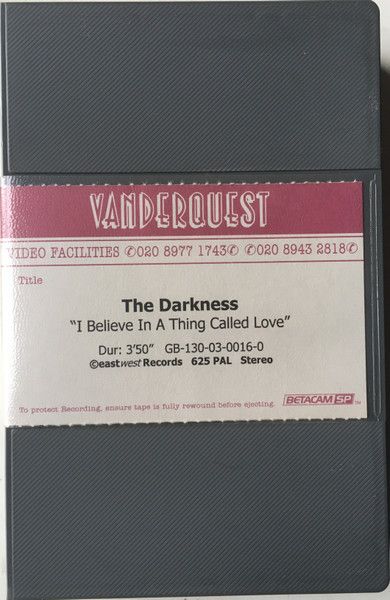 VANDERQUEST
VIDEO FACILITIES ✆020 8977 1743✆ ✆020 8943 2818✆
Title
The Darkness
"I Believe In A Thing Called Love"
Dur: 3'50" GB-130-03-0016-0
©eastwest Records 625 PAL Stereo
To protect Recording, ensure tape is fully rewound before ejecting. BETACAM SP™